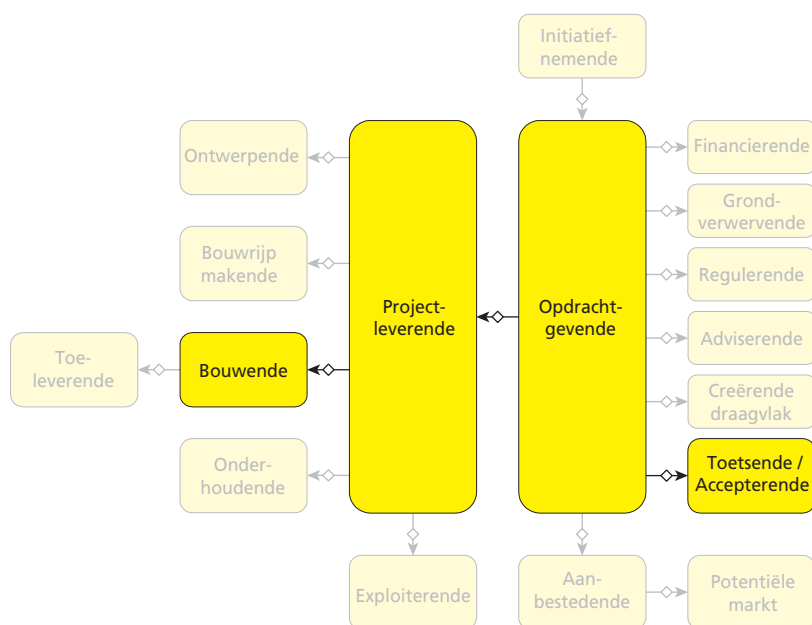 Initiatief-
nemende
Ontwerpende
Financierende
Grond-
verwervende
Bouwrijp
makende
Regulerende
Project-
leverende
Opdracht-
gevende
Adviserende
Toe-
leverende
Bouwende
Creërende
draagvlak
Onder-
houdende
Toetsende /
Accepterende
Exploiterende
Aan-
bestedende
Potentiële
markt